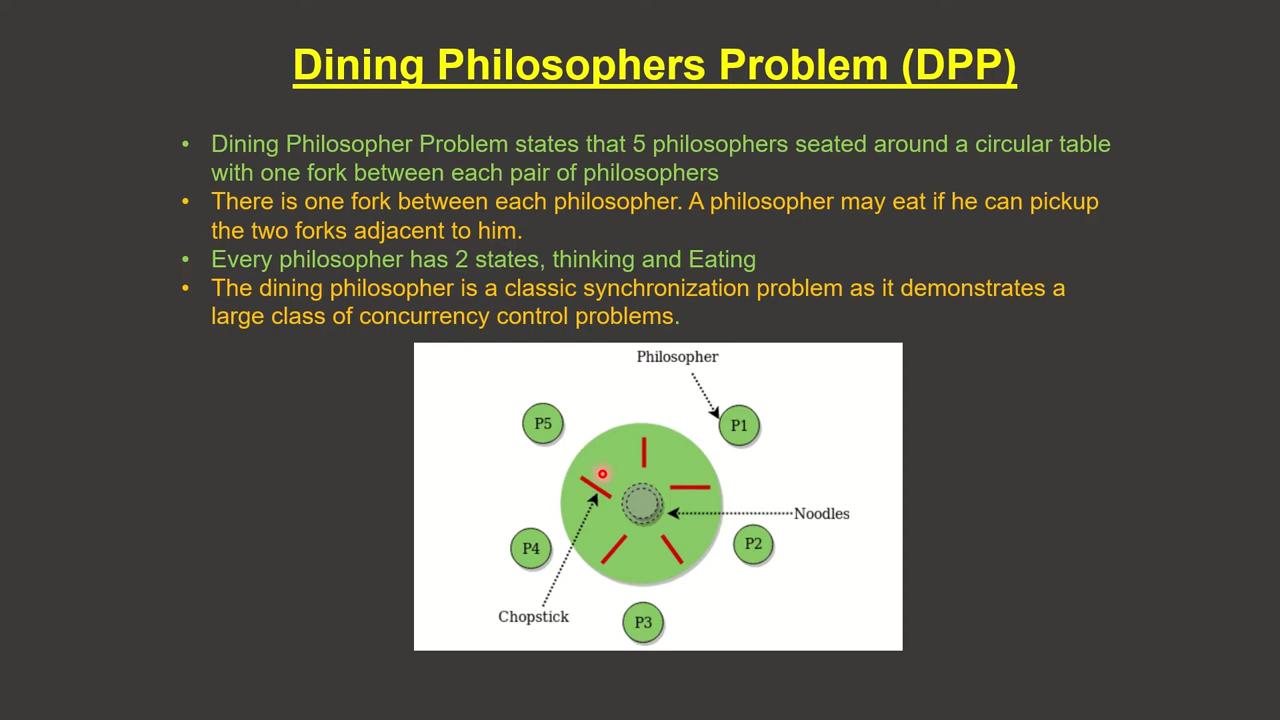 Dining Philosophers Problem (DPP)
• Dining Philosopher Problem states that 5 philosophers seated around a circular table
with one fork between each pair of philosophers
• There is one fork between each philosopher. A philosopher may eat if he can pickup
the two forks adjacent to him.
• Every philosopher has 2 states, thinking and Eating
• The dining philosopher is a classic synchronization problem as it demonstrates a
large class of concurrency control problems.
Philosopher
P5
P1
Noodles
P4
P2
Chopstick
P3